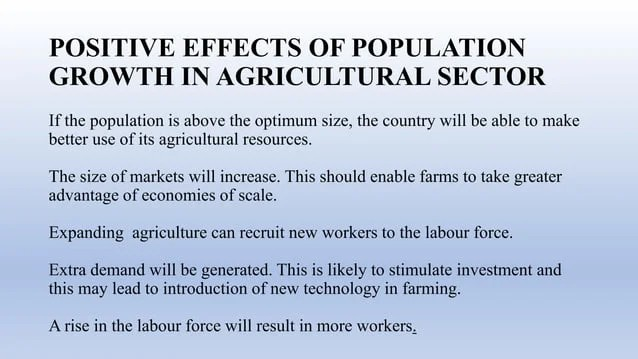 POSITIVE EFFECTS OF POPULATION
GROWTH IN AGRICULTURAL SECTOR
If the population is above the optimum size, the country will be able to make
better use of its agricultural resources.
The size of markets will increase. This should enable farms to take greater
advantage of economies of scale.
Expanding  agriculture can recruit new workers to the labour force.
Extra demand will be generated. This is likely to stimulate investment and
this may lead to introduction of new technology in farming.
A rise in the labour force will result in more workers.